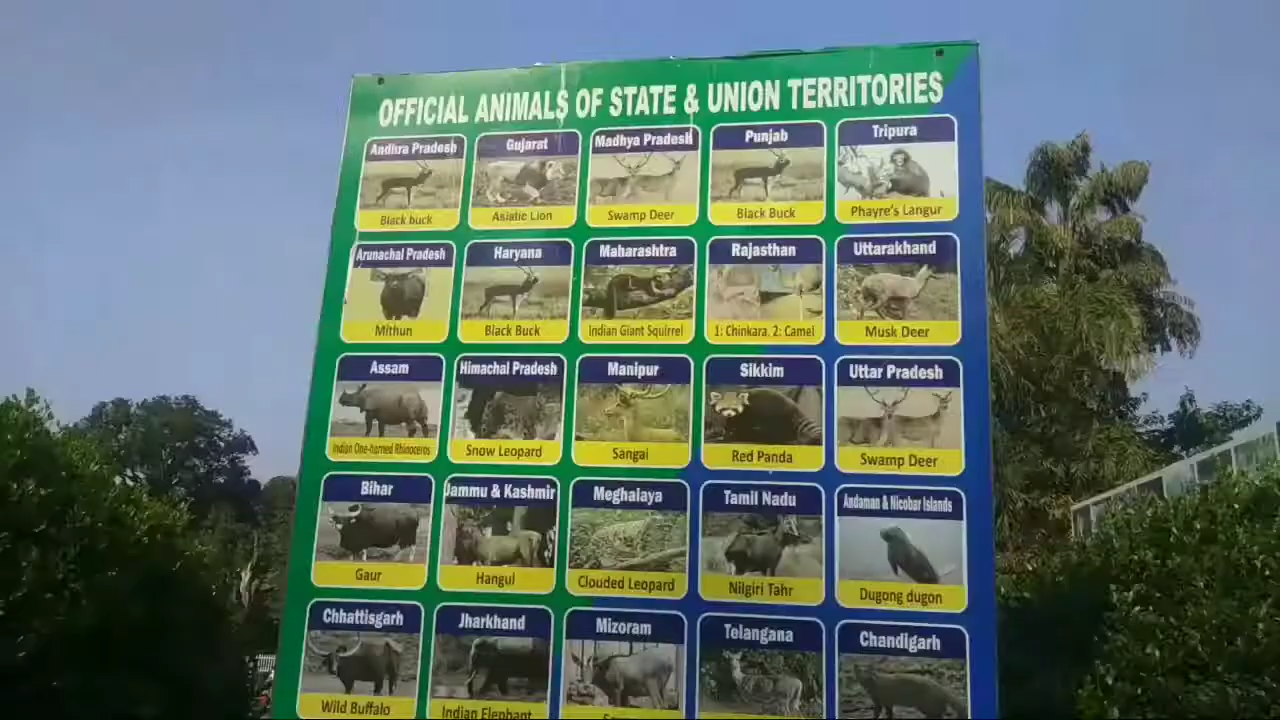 OFFICIAL ANIMALS OF STATE & UNION TERRITORIES
Andhra Pradesh
Black buck
Gujarat
Asiatic Lion
Madhya Pradesh
Swamp Deer
Punjab
Black Buck
Tripura
Phayre's Langur
Arunachal Pradesh
Mithun
Haryana
Black Buck
Maharashtra
Indian Giant Squirrel
Rajasthan
1: Chinkara, 2: Camel
Uttarakhand
Musk Deer
Assam
Indian One-horned Rhinoceros
Himachal Pradesh
Snow Leopard
Manipur
Sangai
Sikkim
Red Panda
Uttar Pradesh
Swamp Deer
Bihar
Gaur
Jammu & Kashmir
Hangul
Meghalaya
Clouded Leopard
Tamil Nadu
Nilgiri Tahr
Andaman & Nicobar Islands
Dugong dugon
Chhattisgarh
Wild Buffalo
Jharkhand
Indian Elephant
Mizoram
Telangana
Chandigarh